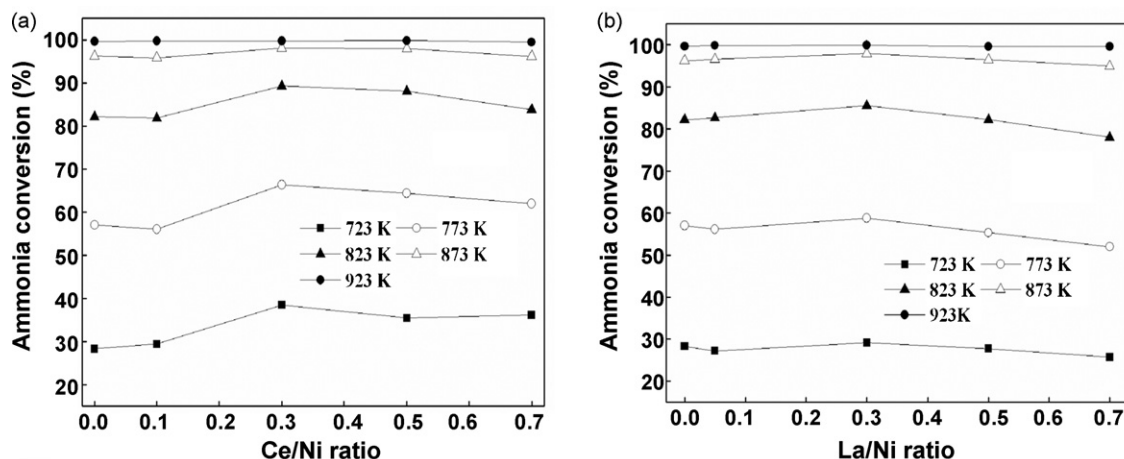 (a)
Ammonia conversion (%)
100
90
80
70
60
50
40
30
20
723 K
773 K
823 K
873 K
923 K
0.0 0.1 0.2 0.3 0.4 0.5 0.6 0.7
Ce/Ni ratio
(b)
Ammonia conversion (%)
100
90
80
70
60
50
40
30
20
723 K
773 K
823 K
873 K
923K
0.0 0.1 0.2 0.3 0.4 0.5 0.6 0.7
La/Ni ratio